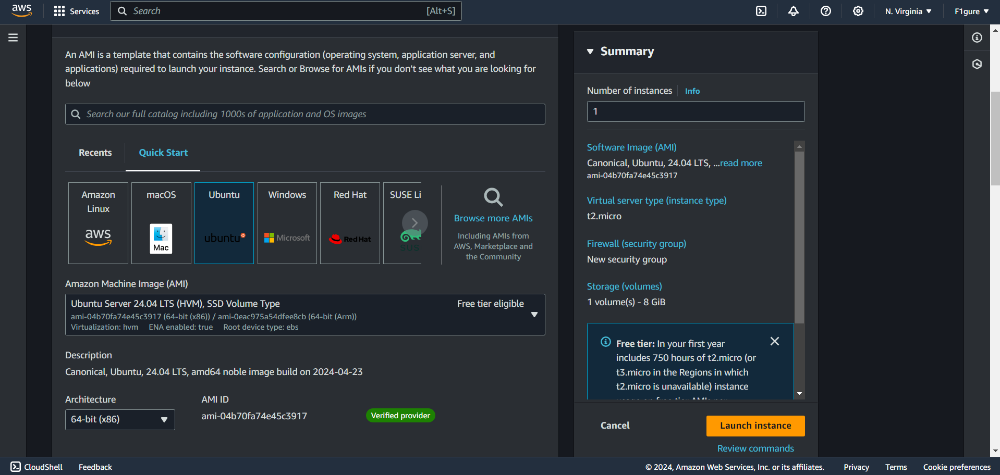 aws
Services
Search
[Alt+S]
N. Virginia
F1gure
An AMI is a template that contains the software configuration (operating system, application server, and
applications) required to launch your instance. Search or Browse for AMIs if you don’t see what you are looking for
below
Search our full catalog including 1000s of application and OS images
Recents
Quick Start
Amazon
Linux
aws
macOS
Mac
Ubuntu
ubuntu
Windows
Microsoft
Red Hat
Red Hat
SUSE Li
Browse more AMIs
Including AMIs from
AWS, Marketplace and
the Community
Amazon Machine Image (AMI)
Ubuntu Server 24.04 LTS (HVM), SSD Volume Type
Free tier eligible
ami-04b70fa74e45c3917 (64-bit (x86)) / ami-0eac975a54dfee8cb (64-bit (Arm))
Virtualization: hvm ENA enabled: true Root device type: ebs
Description
Canonical, Ubuntu, 24.04 LTS, amd64 noble image build on 2024-04-23
Architecture
64-bit (x86)
AMI ID
ami-04b70fa74e45c3917
Verified provider
Summary
Number of instances
Info
1
Software Image (AMI)
Canonical, Ubuntu, 24.04 LTS, ...read more
ami-04b70fa74e45c3917
Virtual server type (instance type)
t2.micro
Firewall (security group)
New security group
Storage (volumes)
1 volume(s) - 8 GiB
Free tier: In your first year
includes 750 hours of t2.micro (or
t3.micro in the Regions in which
t2.micro is unavailable) instance
usage on free tier AMIs per
Cancel
Launch instance
Review commands
CloudShell
Feedback
© 2024, Amazon Web Services, Inc. or its affiliates.
Privacy
Terms
Cookie preferences